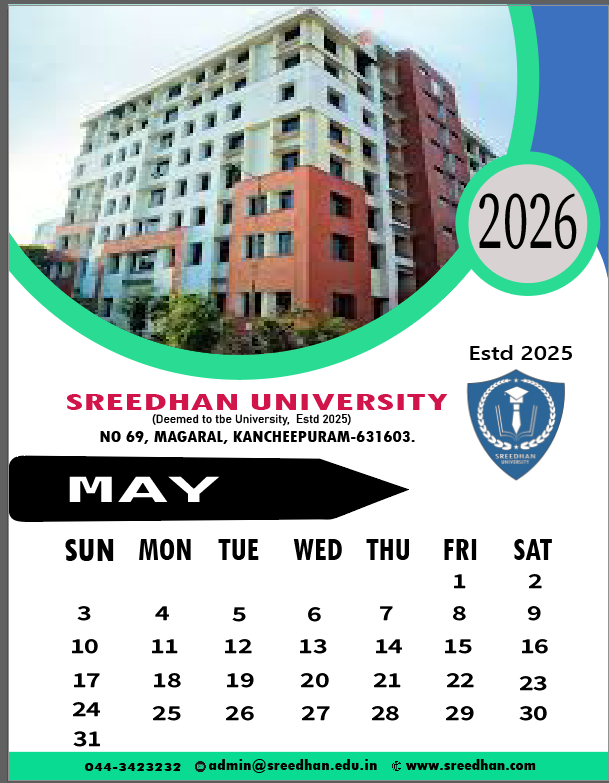 2026
Estd 2025
SREEDHAN UNIVERSITY
(Deemed to tbe University, Estd 2025)
NO 69, MAGARAL, KANCHEEPURAM-631603.
SREEDHAN
UNIVERSITY
MAY
SUN MON TUE WED THU FRI SAT
1 2
3 4 5 6 7 8 9
10 11 12 13 14 15 16
17 18 19 20 21 22 23
24 25 26 27 28 29 30
31
044-3423232 admin@sreedhan.edu.in www.sreedhan.com